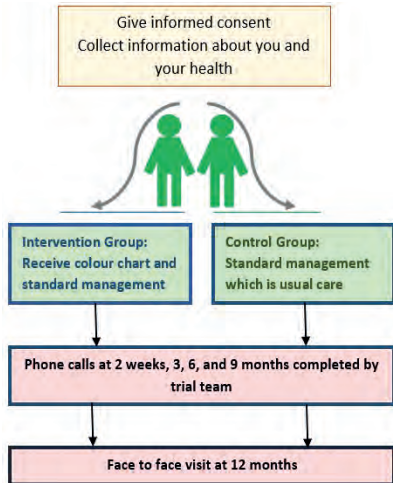 Give informed consent
Collect information about you and
your health
Intervention Group:
Receive colour chart and
standard management
Control Group:
Standard management
which is usual care
Phone calls at 2 weeks, 3, 6, and 9 months completed by
trial team
Face to face visit at 12 months